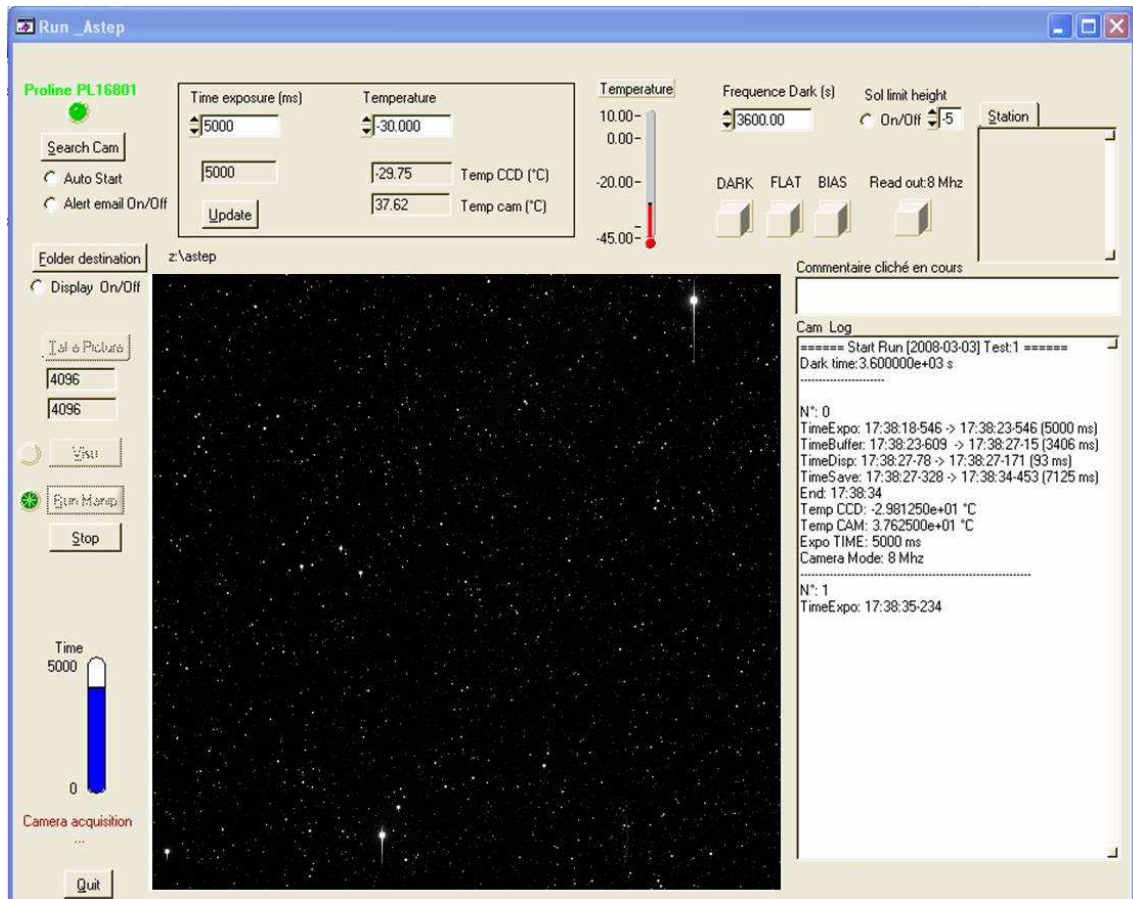 Run _Astep
Proline PL16801
Search Cam
Auto Start
Alert email On/Off
Time exposure (ms)
5000
5000
Update
Temperature
-30.000
-29.75 Temp CCD (°C)
37.62 Temp cam (°C)
Temperature
10.00-
0.00-
-20.00-
-45.00-
Frequence Dark (s)
3600.00
Sol limit height
On/Off -5
Station
DARK FLAT BIAS Read out:8 Mhz
Folder destination z:\astep
Display On/Off
Picture
4096
4096
Visu
Run Manip
Stop
Time
5000
0
Camera acquisition
...
Quit
Commentaire cliché en cours
Cam Log
====== Start Run [2008-03-03] Test:1 ======
Dark time:3.600000e+03 s
---------------------
N°: 0
TimeExpo: 17:38:18-546 -> 17:38:23-546 (5000 ms)
TimeBuffer: 17:38:23-609 -> 17:38:27-15 (3406 ms)
TimeDisp: 17:38:27-78 -> 17:38:27-171 (93 ms)
TimeSave: 17:38:27-328 -> 17:38:34-453 (7125 ms)
End: 17:38:34
Temp CCD: -2.981250e+01 °C
Temp CAM: 3.762500e+01 °C
Expo TIME: 5000 ms
Camera Mode: 8 Mhz
----------------------------------------------------------
N°: 1
TimeExpo: 17:38:35-234